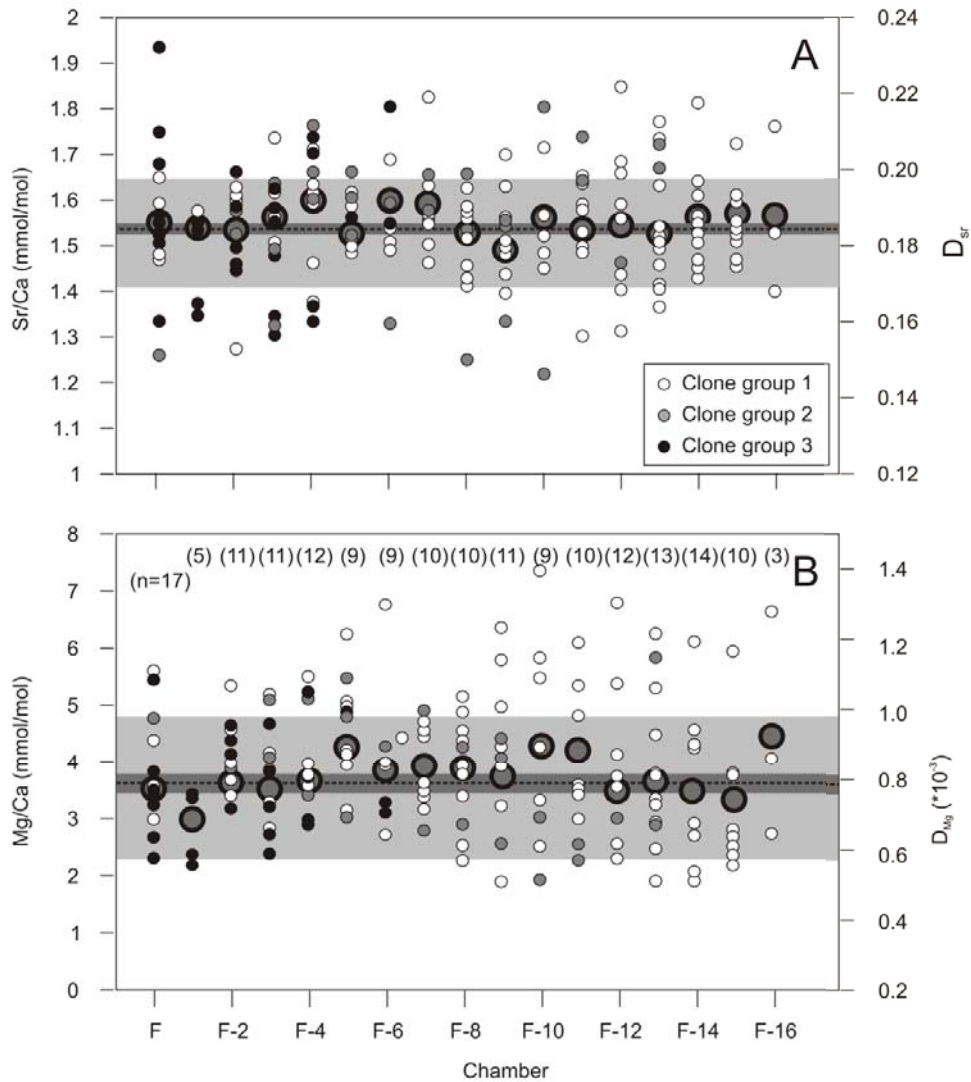 A
2
1.9
1.8
1.7
1.6
1.5
1.4
1.3
1.2
1.1
1
Sr/Ca (mmol/mol)
0.24
0.22
0.20
0.18
0.16
0.14
0.12
Dsr
Clone group 1
Clone group 2
Clone group 3
B
8
7
6
5
4
3
2
1
0
Mg/Ca (mmol/mol)
(n=17)
(5) (11) (11) (12) (9) (9) (10) (10) (11) (9) (10) (12) (13) (14) (10) (3)
1.4
1.2
1.0
0.8
0.6
0.4
0.2
DMg (*10-3)
F F-2 F-4 F-6 F-8 F-10 F-12 F-14 F-16
Chamber